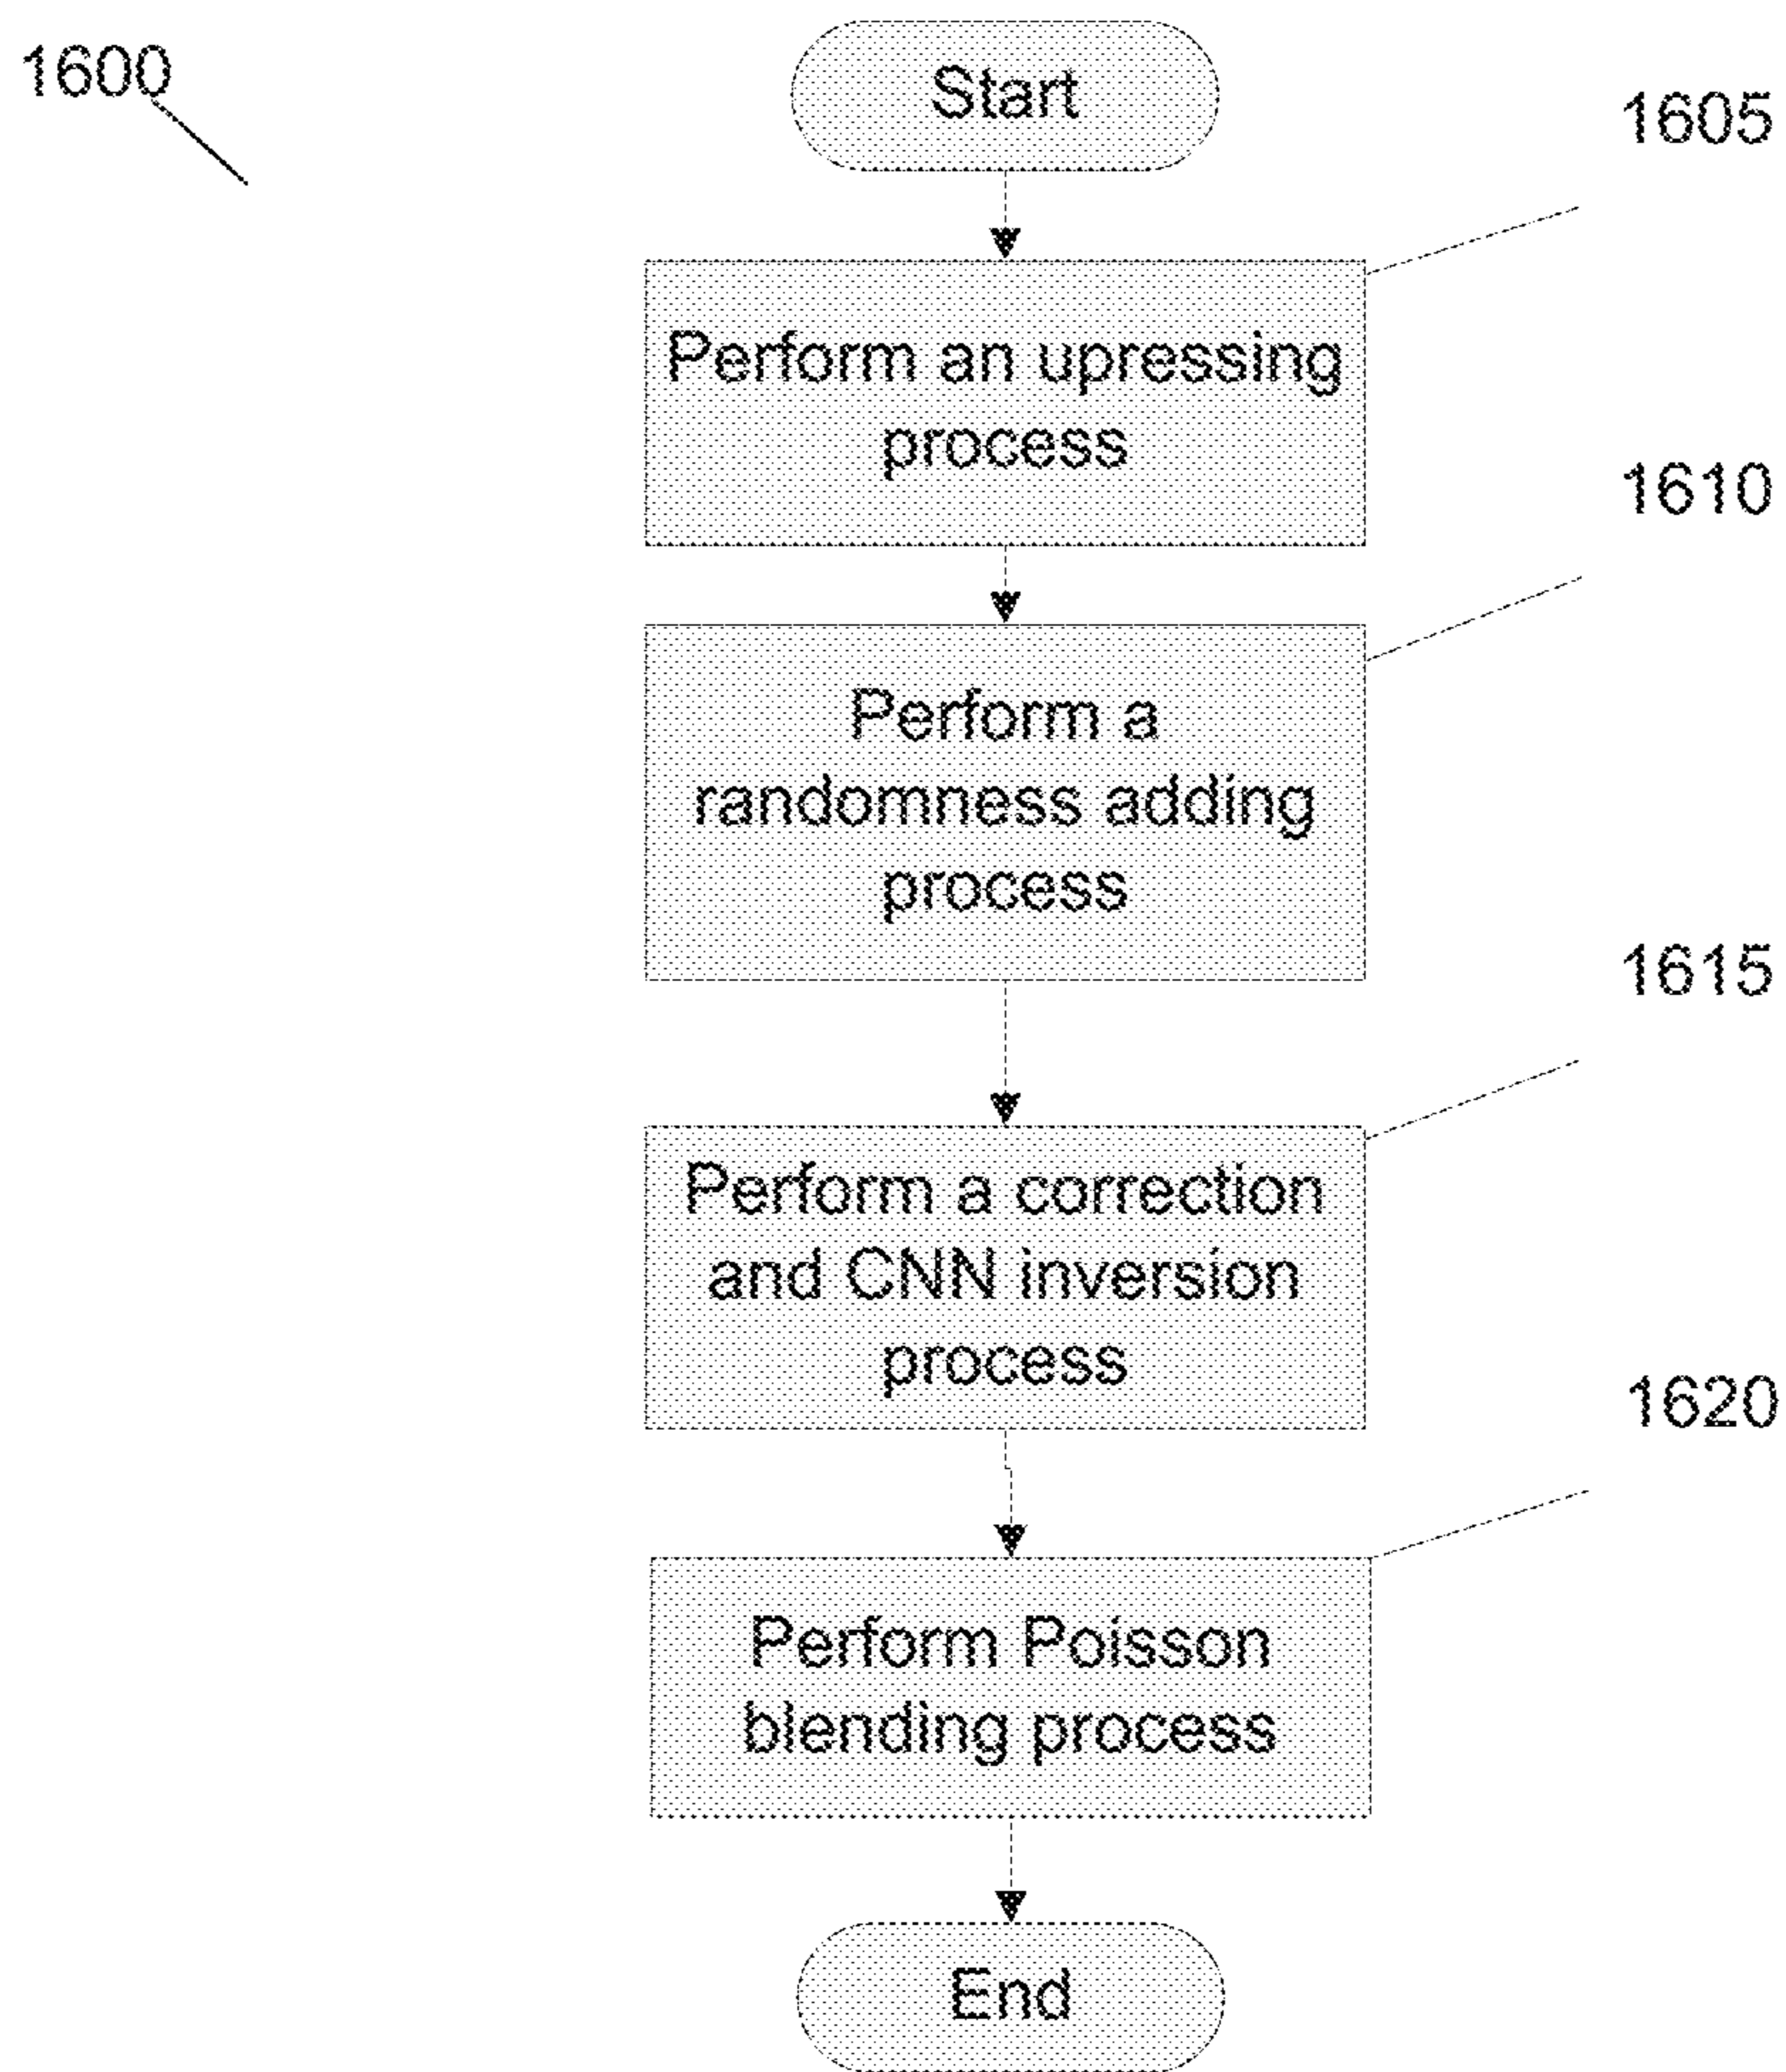 1600
Start
1605
Perform an upressing
process
1610
Perform a
randomness adding
process
1615
Perform a correction
and CNN inversion
process
1620
Perform Poisson
blending process
End